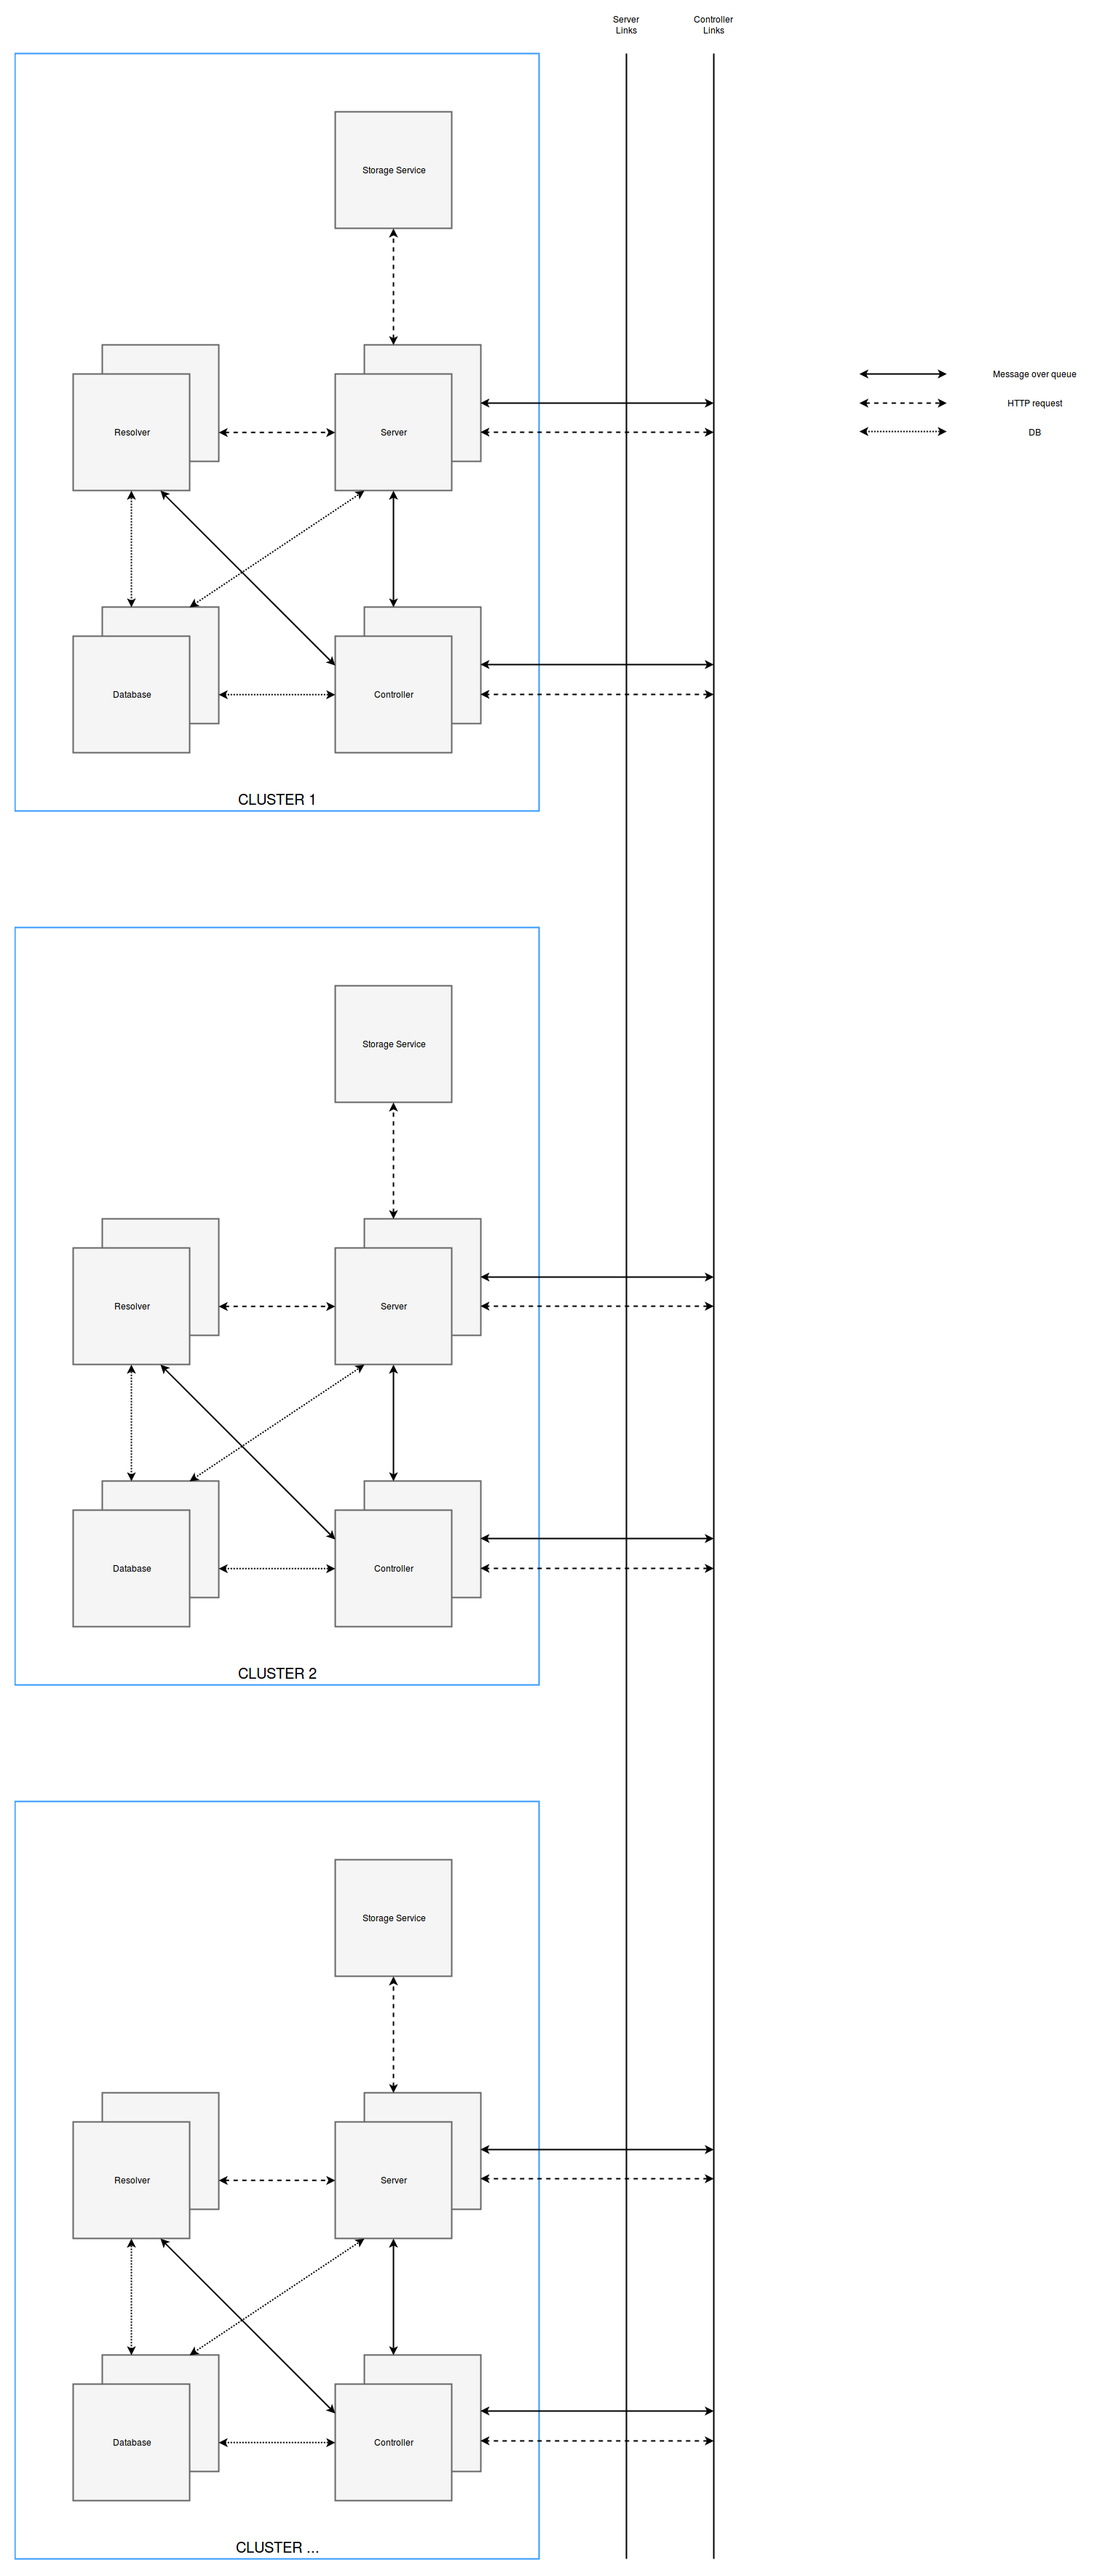 Server
Links
Controller
Links
Storage Service
Message over queue
HTTP request
DB
Resolver
Server
Database
Controller
CLUSTER 1
Storage Service
Resolver
Server
Database
Controller
CLUSTER 2
Storage Service
Resolver
Server
Database
Controller
CLUSTER ...